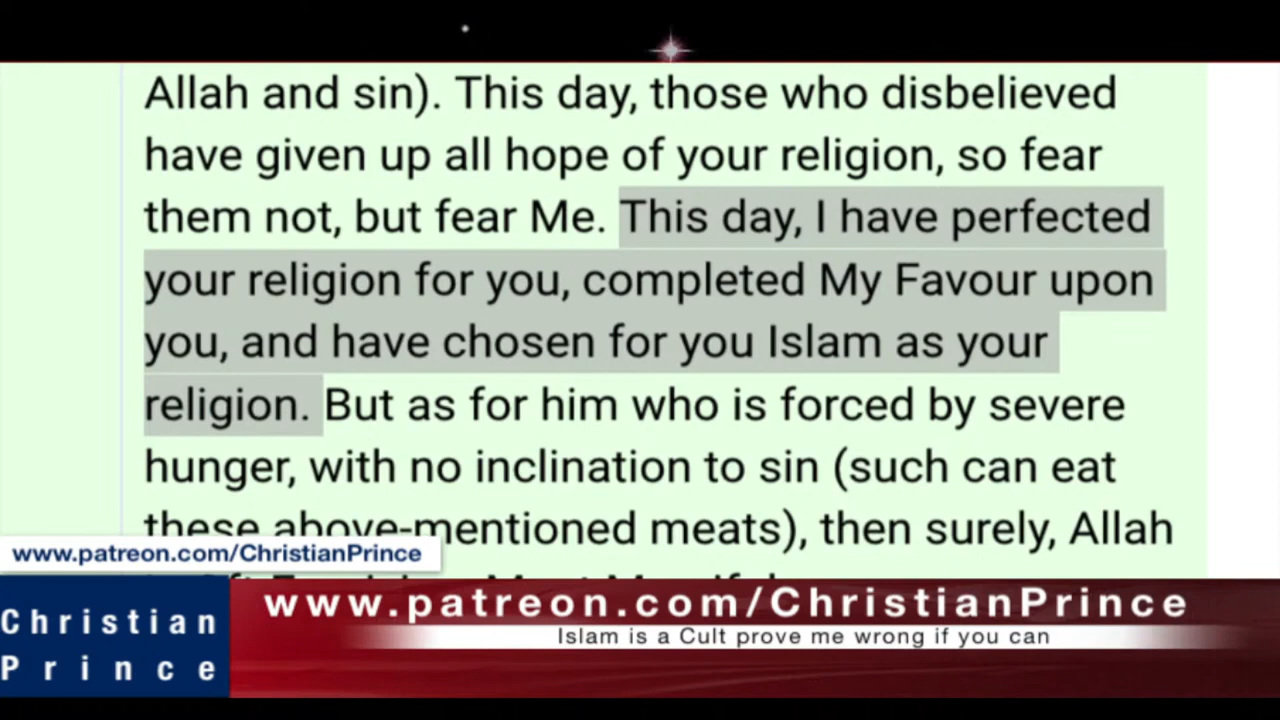 Allah and sin). This day, those who disbelieved
have given up all hope of your religion, so fear
them not, but fear Me. This day, I have perfected
your religion for you, completed My Favour upon
you, and have chosen for you Islam as your
religion. But as for him who is forced by severe
hunger, with no inclination to sin (such can eat
these above-mentioned meats), then surely, Allah
www.patreon.com/ChristianPrince
www.patreon.com/ChristianPrince
Islam is a Cult prove me wrong if you can
Christian
Prince